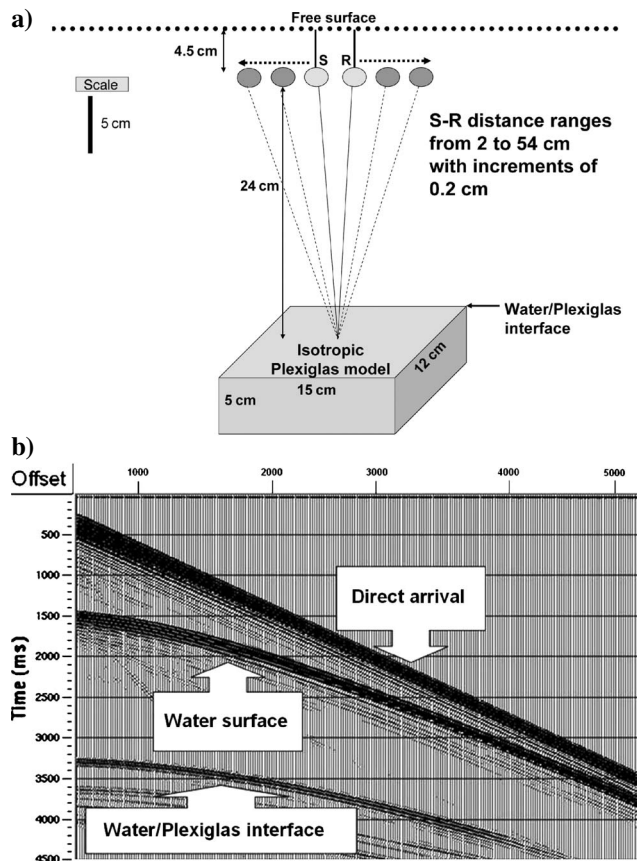 a)
Free surface
4.5 cm
S R
Scale
5 cm
S-R distance ranges
from 2 to 54 cm
with increments of
0.2 cm
24 cm
Water/Plexiglas
interface
Isotropic
Plexiglas model
12 cm
15 cm
5 cm
b)
Offset 1000 2000 3000 4000 5000
Time (ms)
500
1000
1500
2000
2500
3000
3500
4000
4500
Direct arrival
Water surface
Water/Plexiglas interface